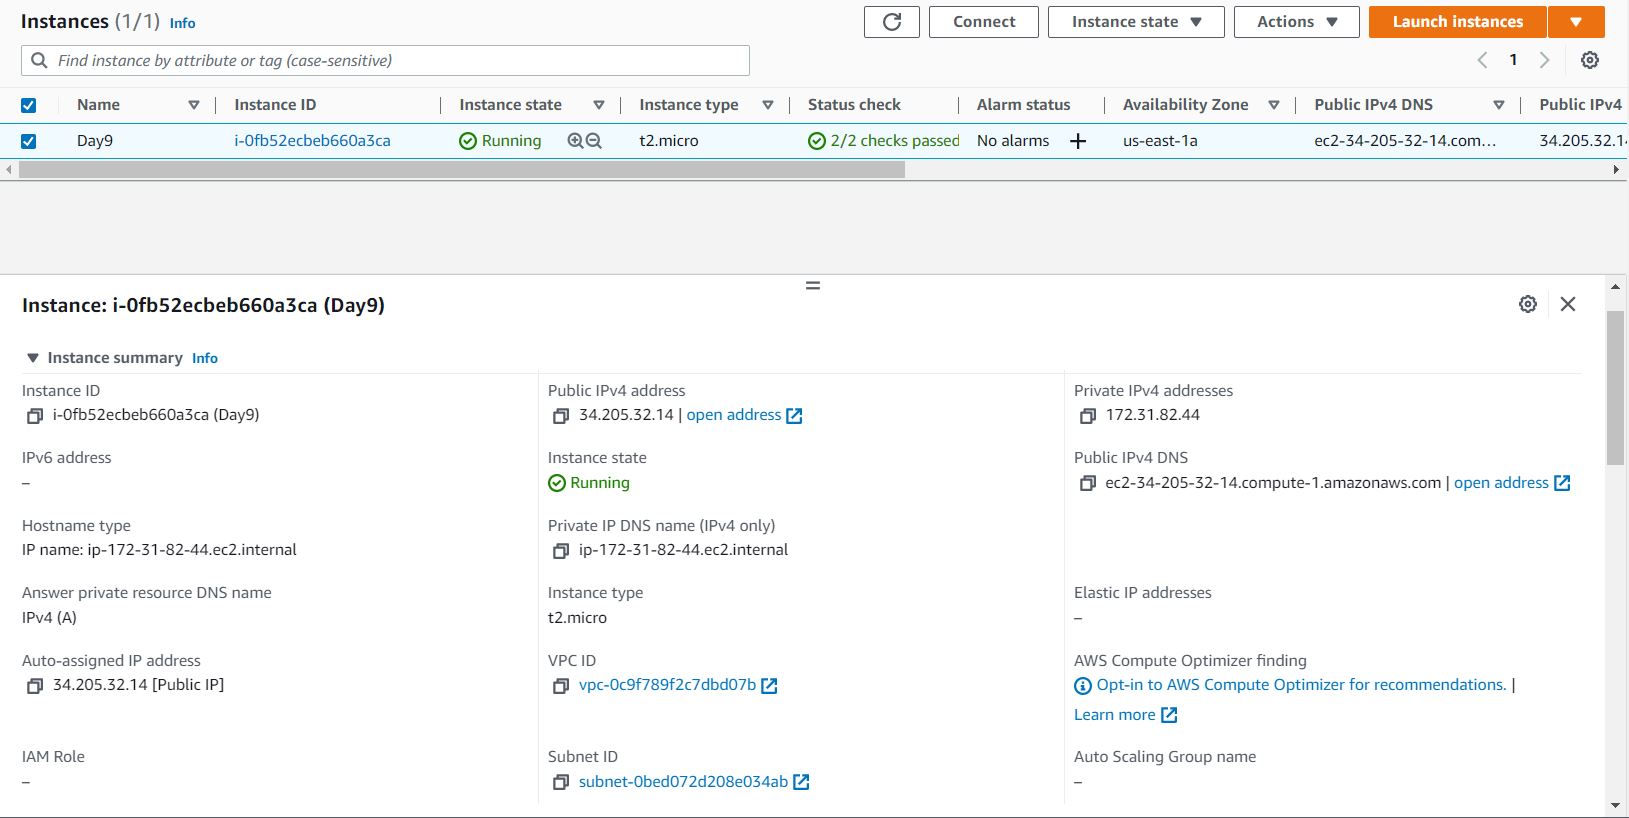 Instances (1/1) Info
Connect Instance state Actions Launch instances
Find instance by attribute or tag (case-sensitive)
1
Name Instance ID Instance state Instance type Status check Alarm status Availability Zone Public IPv4 DNS Public IPv4
Day9 i-0fb52ecbeb660a3ca Running t2.micro 2/2 checks passed No alarms + us-east-1a ec2-34-205-32-14.com... 34.205.32.1
Instance: i-0fb52ecbeb660a3ca (Day9)
Instance summary Info
Instance ID
i-0fb52ecbeb660a3ca (Day9)
Public IPv4 address
34.205.32.14 | open address
Private IPv4 addresses
172.31.82.44
IPv6 address
–
Instance state
Running
Public IPv4 DNS
ec2-34-205-32-14.compute-1.amazonaws.com | open address
Hostname type
IP name: ip-172-31-82-44.ec2.internal
Private IP DNS name (IPv4 only)
ip-172-31-82-44.ec2.internal
Answer private resource DNS name
IPv4 (A)
Instance type
t2.micro
Elastic IP addresses
–
Auto-assigned IP address
34.205.32.14 [Public IP]
VPC ID
vpc-0c9f789f2c7dbd07b
AWS Compute Optimizer finding
Opt-in to AWS Compute Optimizer for recommendations. |
Learn more
IAM Role
–
Subnet ID
subnet-0bed072d208e034ab
Auto Scaling Group name
–